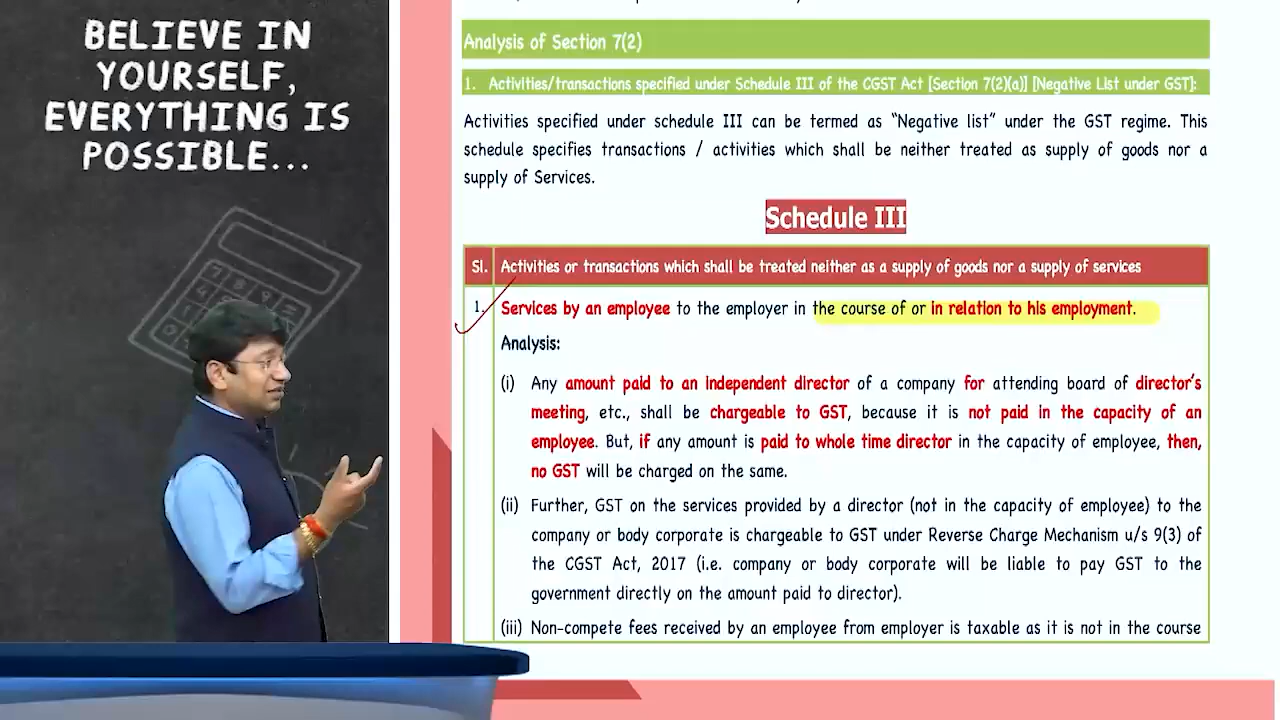 BELIEVE IN
YOURSELF,
EVERYTHING IS
POSSIBLE...
Analysis of Section 7(2)
1. Activities/transactions specified under Schedule III of the CGST Act [Section 7(2)(a)] [Negative List under GST]:
Activities specified under schedule III can be termed as “Negative list” under the GST regime. This
schedule specifies transactions / activities which shall be neither treated as supply of goods nor a
supply of Services.
Schedule III
Sl. Activities or transactions which shall be treated neither as a supply of goods nor a supply of services
1. Services by an employee to the employer in the course of or in relation to his employment.
Analysis:
(i) Any amount paid to an independent director of a company for attending board of director’s
meeting, etc., shall be chargeable to GST, because it is not paid in the capacity of an
employee. But, if any amount is paid to whole time director in the capacity of employee, then,
no GST will be charged on the same.
(ii) Further, GST on the services provided by a director (not in the capacity of employee) to the
company or body corporate is chargeable to GST under Reverse Charge Mechanism u/s 9(3) of
the CGST Act, 2017 (i.e. company or body corporate will be liable to pay GST to the
government directly on the amount paid to director).
(iii) Non-compete fees received by an employee from employer is taxable as it is not in the course